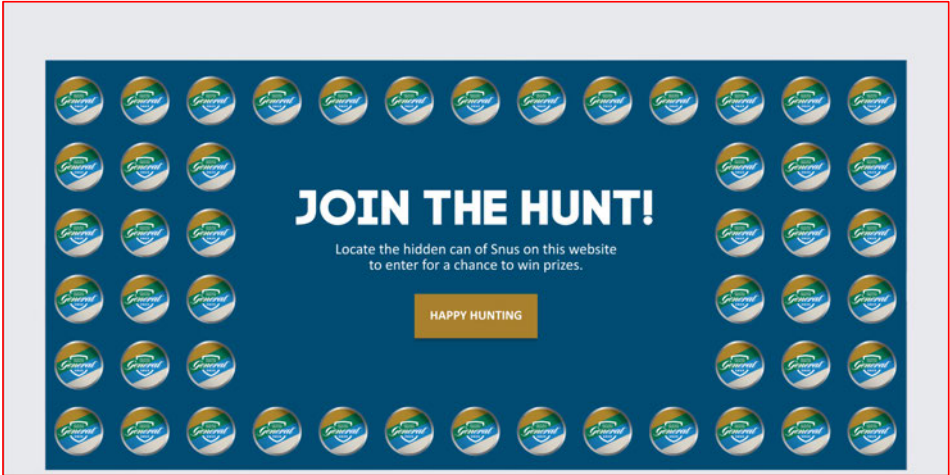 General
JOIN THE HUNT!
Locate the hidden can of Snus on this website
to enter for a chance to win prizes.
HAPPY HUNTING